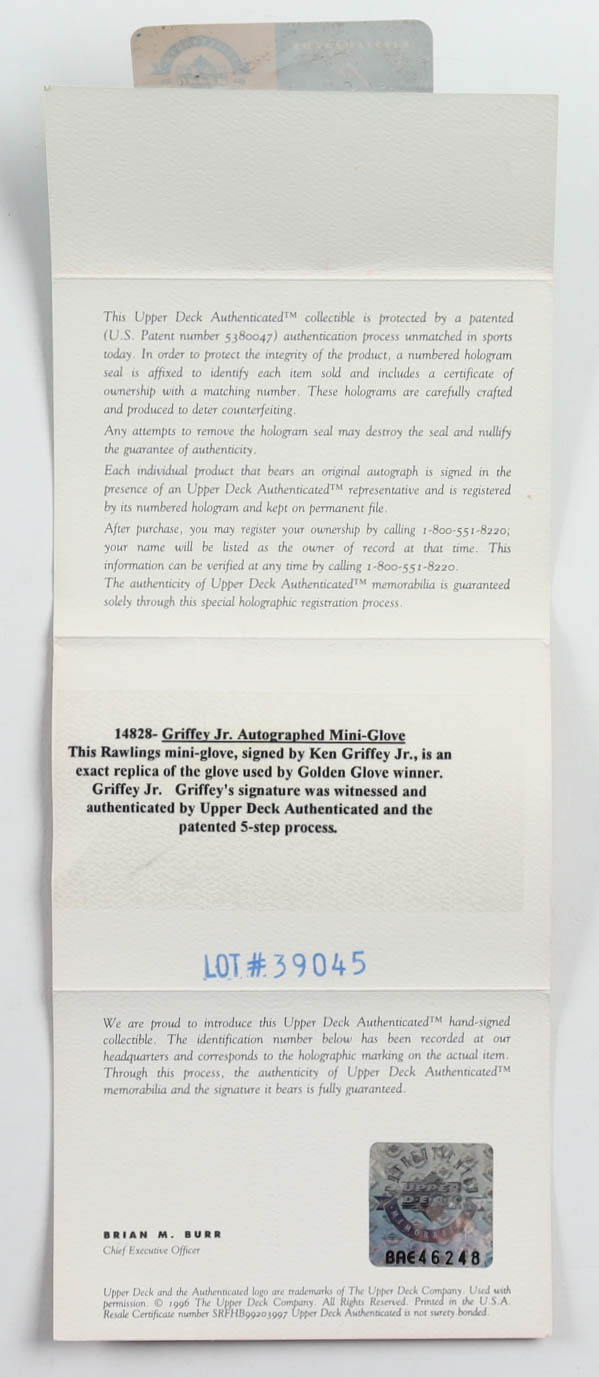 This Upper Deck Authenticated™ collectible is protected by a patented
(U.S. Patent number 5380047) authentication process unmatched in sports
today. In order to protect the integrity of the product, a numbered hologram
seal is affixed to identify each item sold and includes a certificate of
ownership with a matching number. These holograms are carefully crafted
and produced to deter counterfeiting.
Any attempts to remove the hologram seal may destroy the seal and nullify
the guarantee of authenticity.
Each individual product that bears an original autograph is signed in the
presence of an Upper Deck Authenticated™ representative and is registered
by its numbered hologram and kept on permanent file.
After purchase, you may register your ownership by calling 1-800-551-8220;
your name will be listed as the owner of record at that time. This
information can be verified at any time by calling 1-800-551-8220.
The authenticity of Upper Deck Authenticated™ memorabilia is guaranteed
solely through this special holographic registration process.
14828- Griffey Jr. Autographed Mini-Glove
This Rawlings mini-glove, signed by Ken Griffey Jr., is an
exact replica of the glove used by Golden Glove winner.
Griffey Jr. Griffey's signature was witnessed and
authenticated by Upper Deck Authenticated and the
patented 5-step process.
LOT # 39045
We are proud to introduce this Upper Deck Authenticated™ hand-signed
collectible. The identification number below has been recorded at our
headquarters and corresponds to the holographic marking on the actual item.
Through this process, the authenticity of Upper Deck Authenticated™
memorabilia and the signature it bears is fully guaranteed.
UPPER
DECK
BAE46248
BRIAN M. BURR
Chief Executive Officer
Upper Deck and the Authenticated logo are trademarks of The Upper Deck Company. Used with
permission. © 1996 The Upper Deck Company. All Rights Reserved. Printed in the U.S.A.
Resale Certificate number SRFHB99203997 Upper Deck Authenticated is not surety bonded.